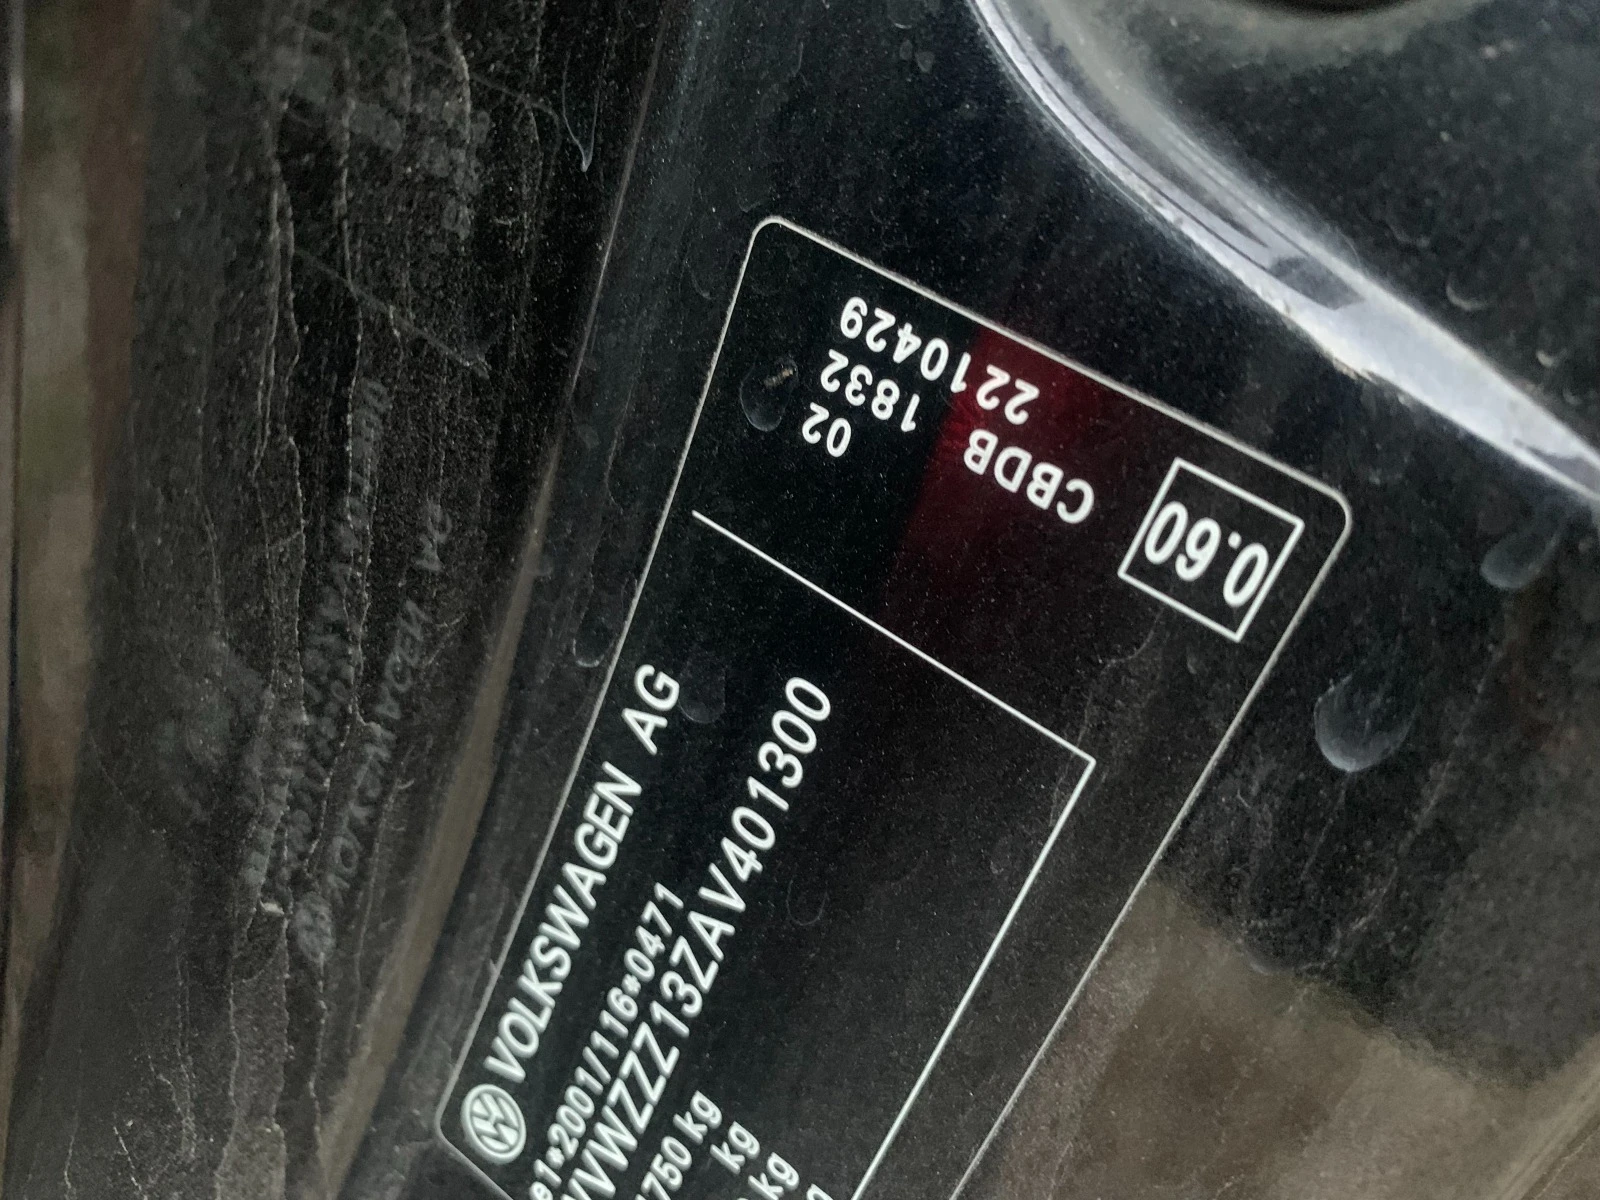 VOLKSWAGEN AG
e1*2001/116*0471
WVWZZZ13ZAV401300
1750 kg
kg
kg
0.60
CBDB
2210429
1832
02